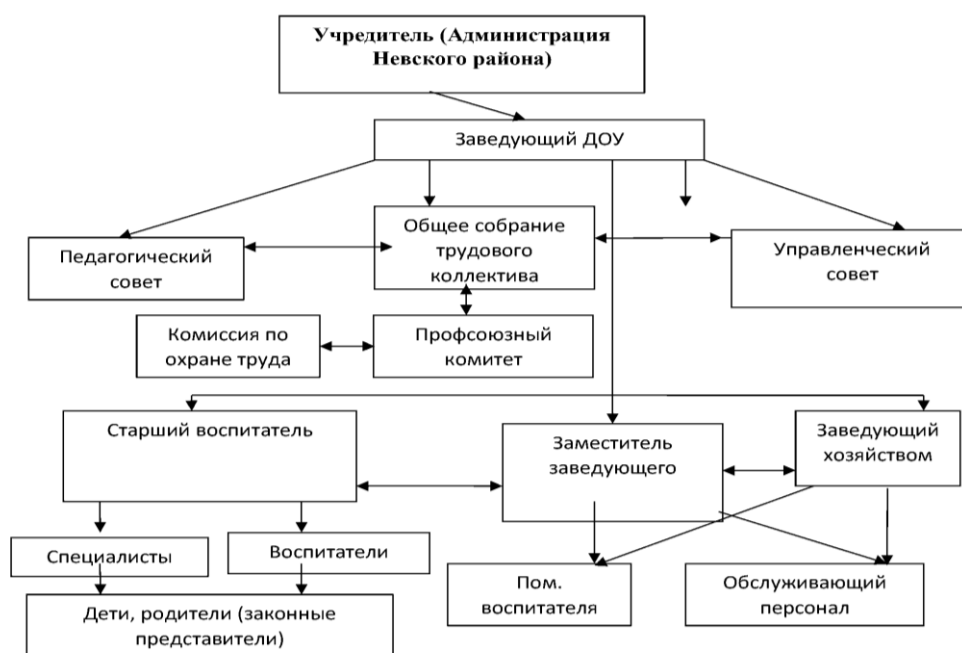 Учредитель (Администрация
Невского района)
Заведующий ДОУ
Педагогический
совет
Общее собрание
трудового
коллектива
Управленческий
совет
Комиссия по
охране труда
Профсоюзный
комитет
Старший воспитатель
Заместитель
заведующего
Заведующий
хозяйством
Специалисты
Воспитатели
Пом.
воспитателя
Обслуживающий
персонал
Дети, родители (законные
представители)